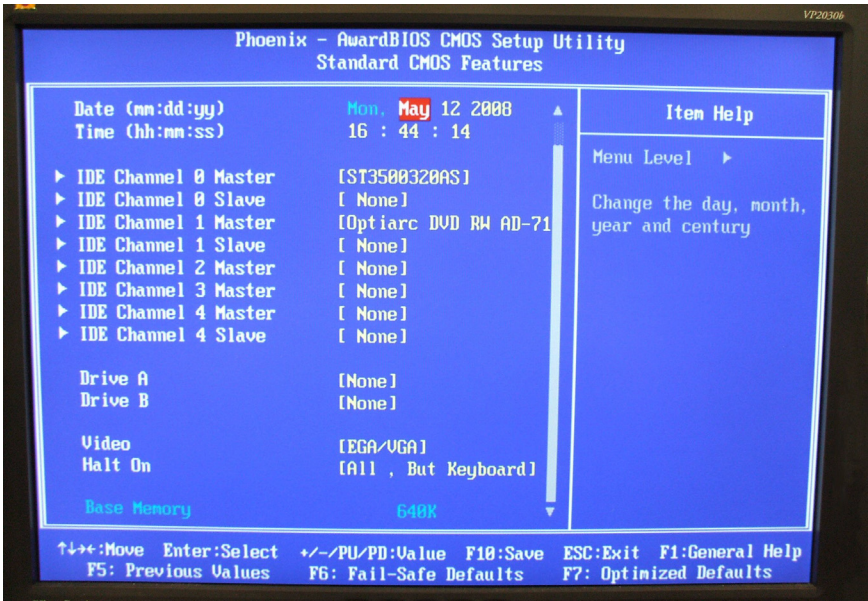 VP2030b
Phoenix - AwardBIOS CMOS Setup Utility
Standard CMOS Features
Date (mm:dd:yy) Mon, May 12 2008
Time (hh:mm:ss) 16 : 44 : 14
IDE Channel 0 Master [ST3500320AS]
IDE Channel 0 Slave [ None]
IDE Channel 1 Master [Optiarc DVD RW AD-71
IDE Channel 1 Slave [ None]
IDE Channel 2 Master [ None]
IDE Channel 3 Master [ None]
IDE Channel 4 Master [ None]
IDE Channel 4 Slave [ None]
Drive A [None]
Drive B [None]
Video [EGA/VGA]
Halt On [All , But Keyboard]
Base Memory 640K
Item Help
Menu Level
Change the day, month,
year and century
↑↓→←:Move Enter:Select +/-/PU/PD:Value F10:Save ESC:Exit F1:General Help
F5: Previous Values F6: Fail-Safe Defaults F7: Optimized Defaults